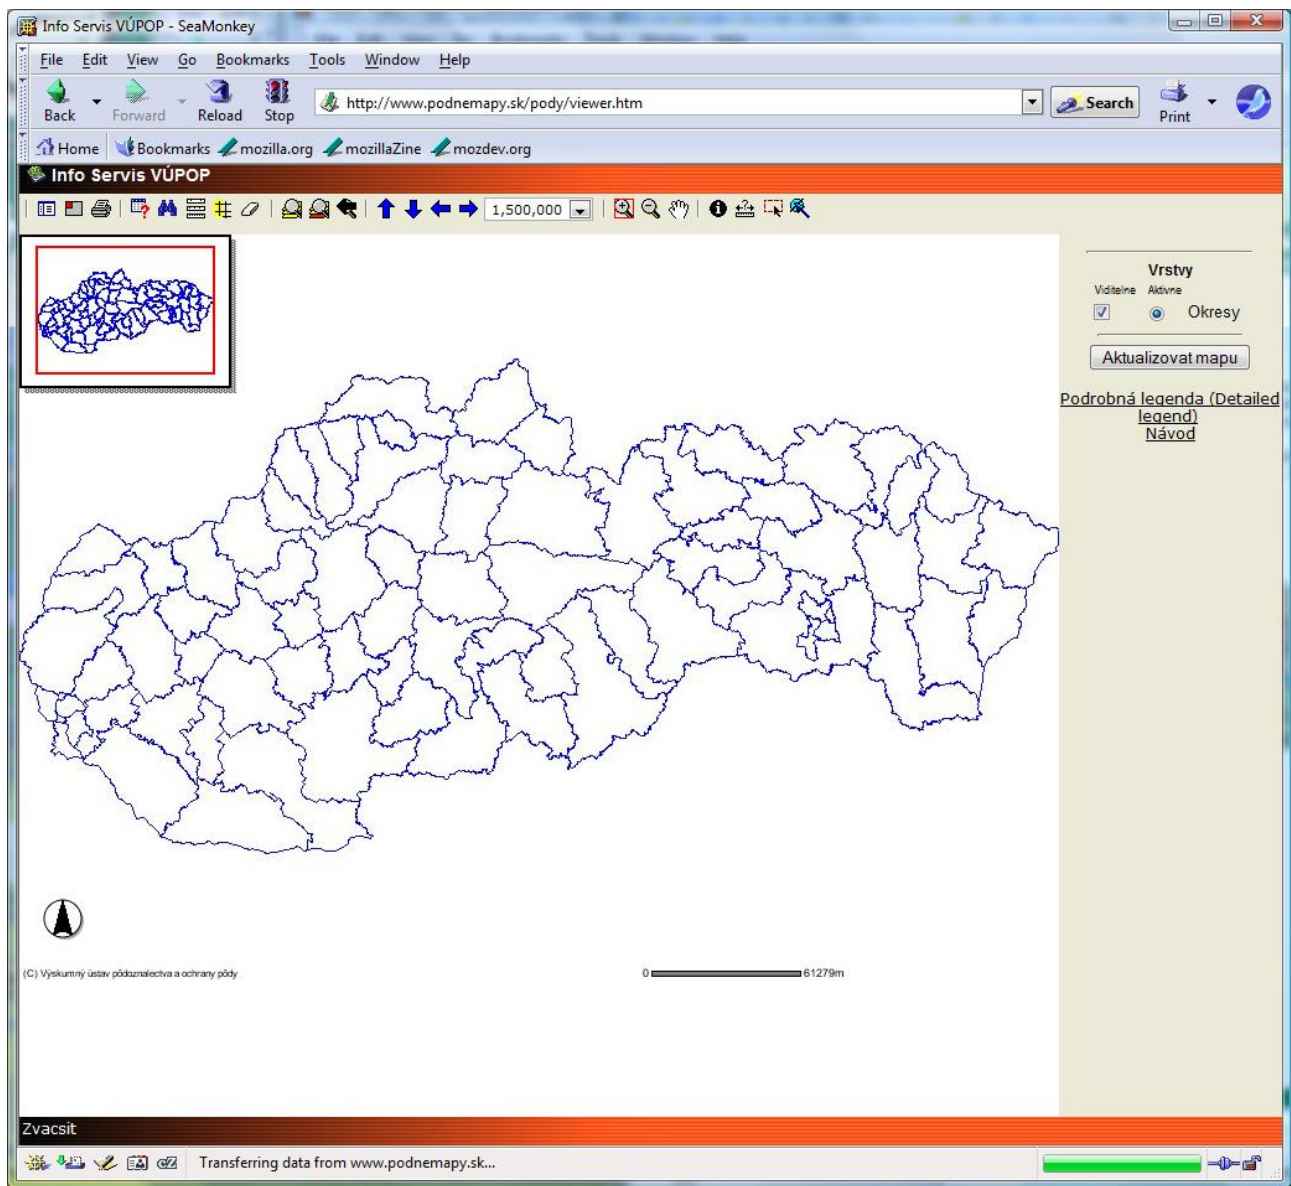 Info Servis VÚPOP - SeaMonkey
File Edit View Go Bookmarks Tools Window Help
Back Forward Reload Stop http://www.podnemapy.sk/pody/viewer.htm Search Print
Home Bookmarks mozilla.org mozillaZine mozdev.org
Info Servis VÚPOP
1,500,000
Vrstvy
Viditelne Aktivne
Okresy
Aktualizovat mapu
Podrobná legenda (Detailed
legend)
Návod
(C) Výskumný ústav pôdoznalectva a ochrany pôdy
0 61279m
Zvacsit
Transferring data from www.podnemapy.sk...